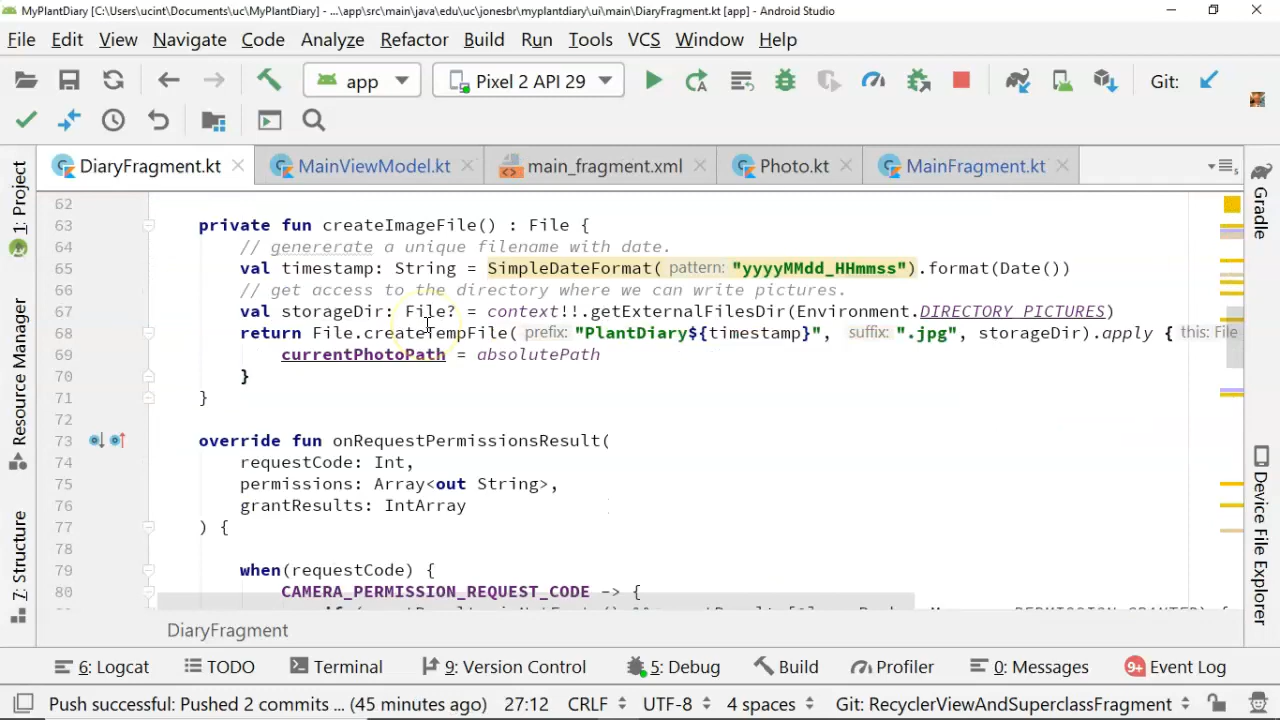 MyPlantDiary [C:\Users\ucint\Documents\uc\MyPlantDiary] - ...\app\src\main\java\edu\uc\jonesbr\myplantdiary\ui\main\DiaryFragment.kt [app] - Android Studio
File Edit View Navigate Code Analyze Refactor Build Run Tools VCS Window Help
app Pixel 2 API 29 Git:
DiaryFragment.kt MainViewModel.kt main_fragment.xml Photo.kt MainFragment.kt
1: Project
Resource Manager
7: Structure
62
63 private fun createImageFile() : File {
64 // genererate a unique filename with date.
65 val timestamp: String = SimpleDateFormat( pattern: "yyyyMMdd_HHmmss").format(Date())
66 // get access to the directory where we can write pictures.
67 val storageDir: File? = context!!.getExternalFilesDir(Environment.DIRECTORY_PICTURES)
68 return File.createTempFile( prefix: "PlantDiary${timestamp}", suffix: ".jpg", storageDir).apply { this: File
69 currentPhotoPath = absolutePath
70 }
71 }
72
73 override fun onRequestPermissionsResult(
74 requestCode: Int,
75 permissions: Array<out String>,
76 grantResults: IntArray
77 ) {
78
79 when(requestCode) {
80 CAMERA_PERMISSION_REQUEST_CODE -> {
DiaryFragment
Gradle
Device File Explorer
6: Logcat TODO Terminal 9: Version Control 5: Debug Build Profiler 0: Messages 9+ Event Log
Push successful: Pushed 2 commits ... (45 minutes ago) 27:12 CRLF UTF-8 4 spaces Git: RecyclerViewAndSuperclassFragment